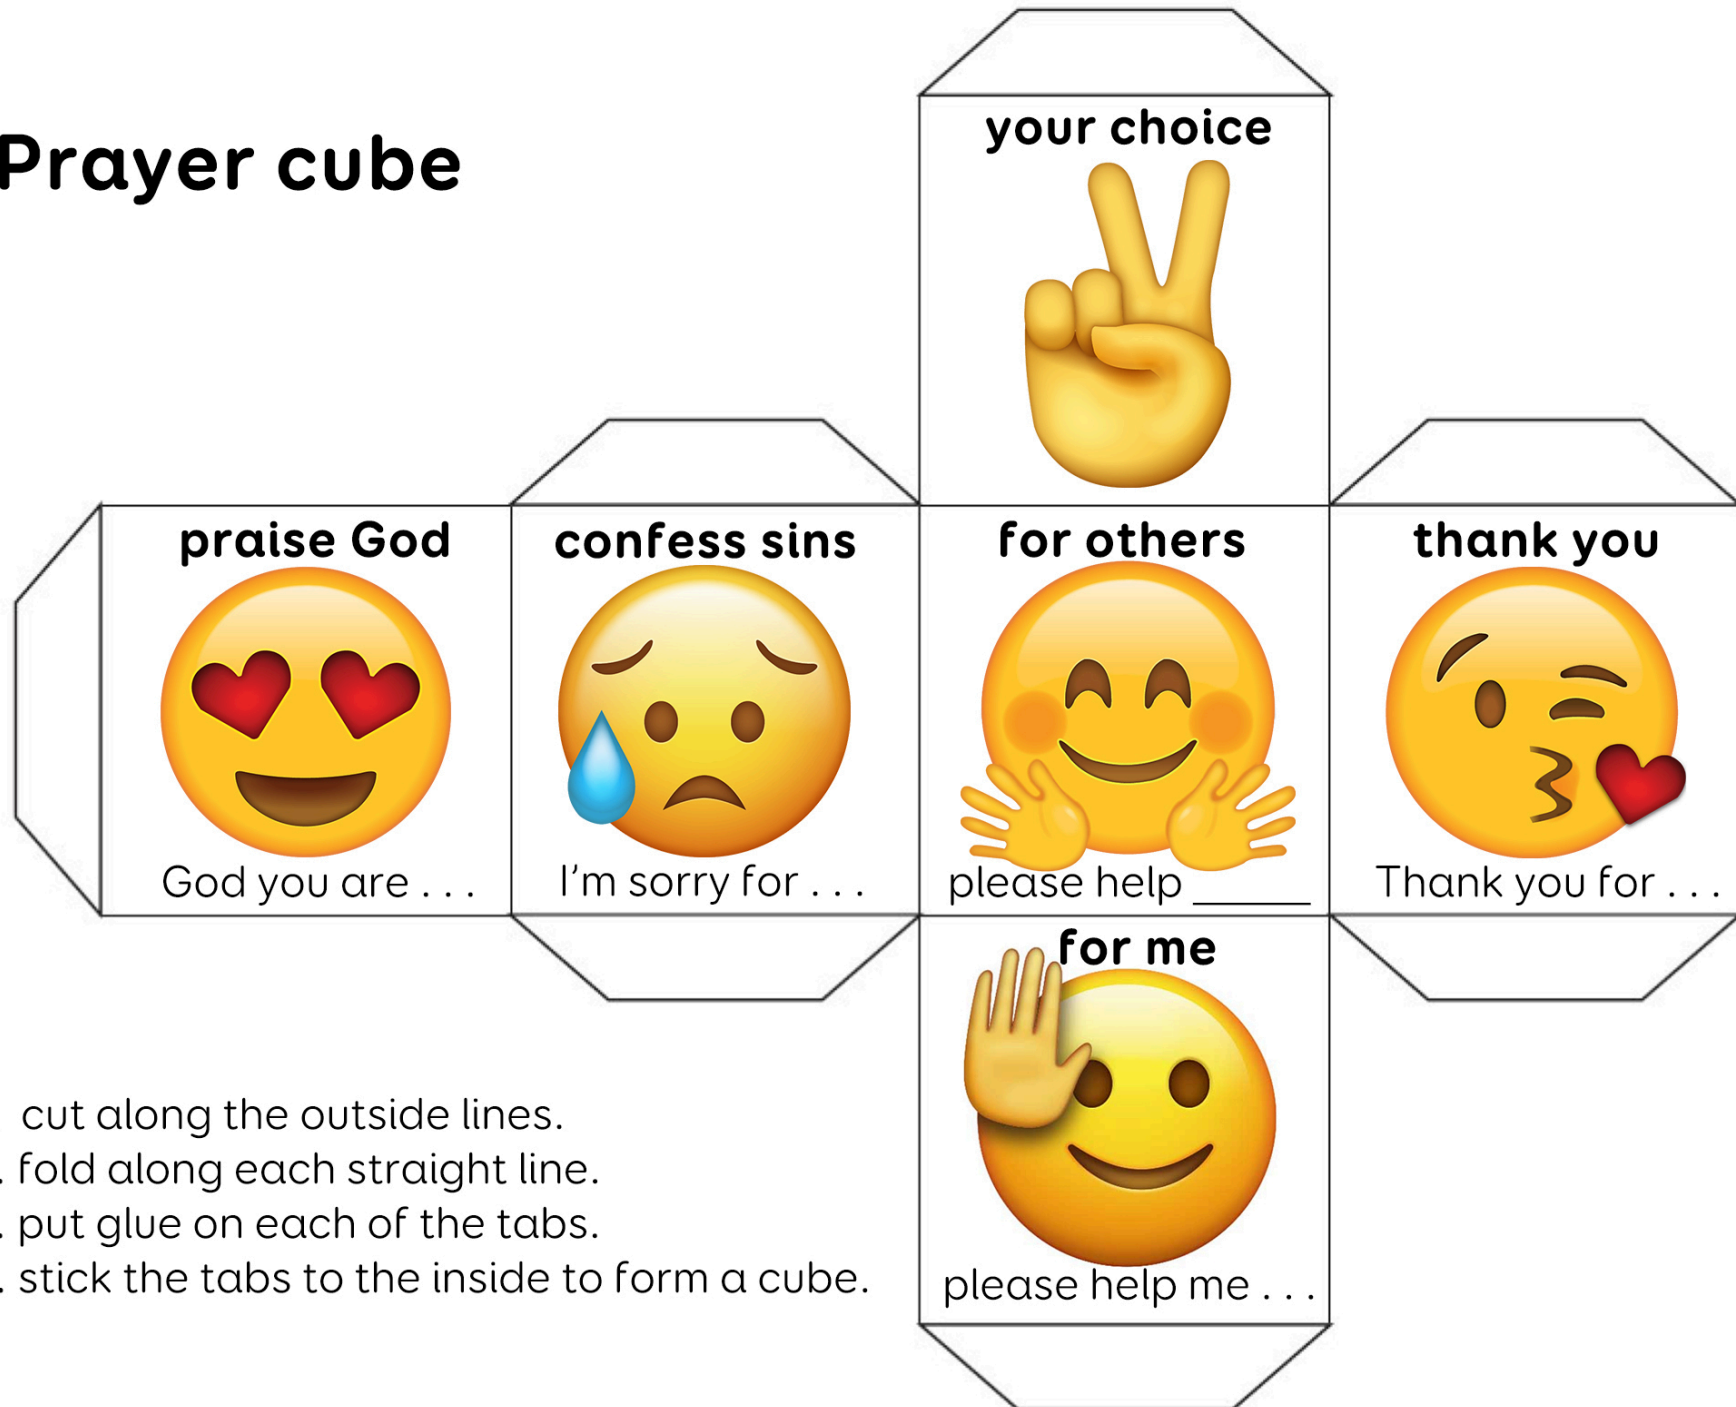 Prayer cube
your choice
praise God
confess sins
for others
thank you
God you are . . .
I'm sorry for . . .
please help ______
Thank you for . . .
for me
please help me . . .
cut along the outside lines.
. fold along each straight line.
. put glue on each of the tabs.
. stick the tabs to the inside to form a cube.